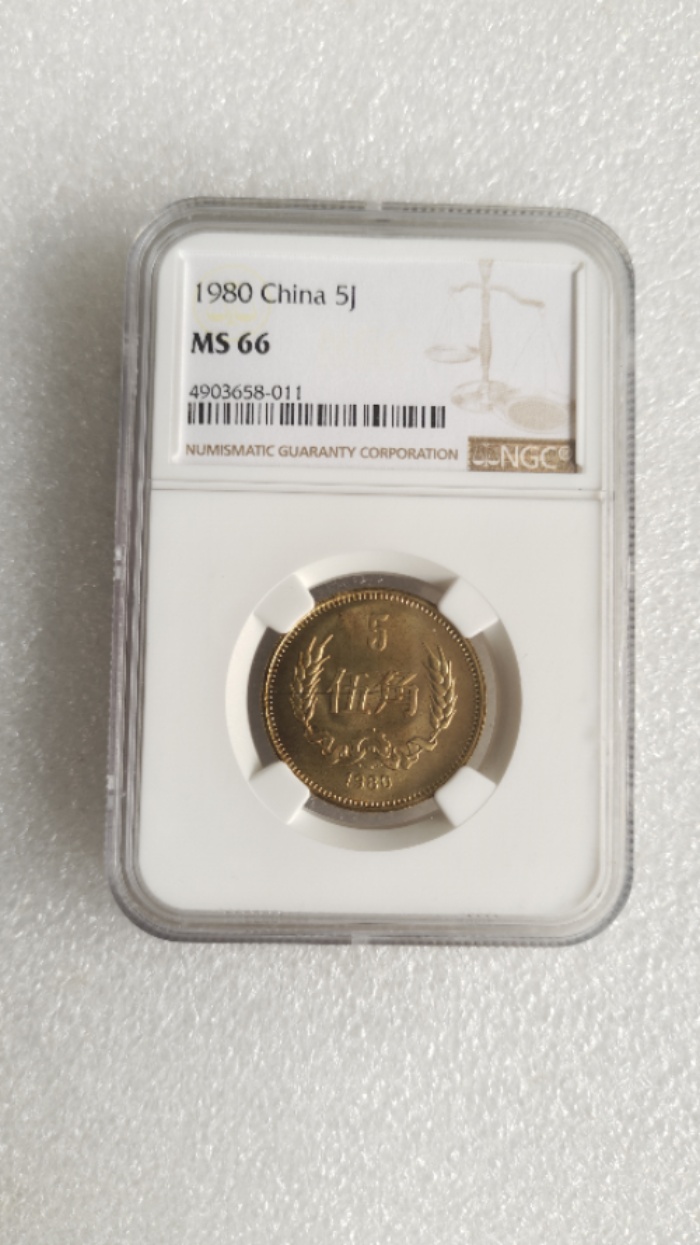 1980 China 5J
MS 66
4903658-011
NUMISMATIC GUARANTY CORPORATION
NGC
5
伍角
1980